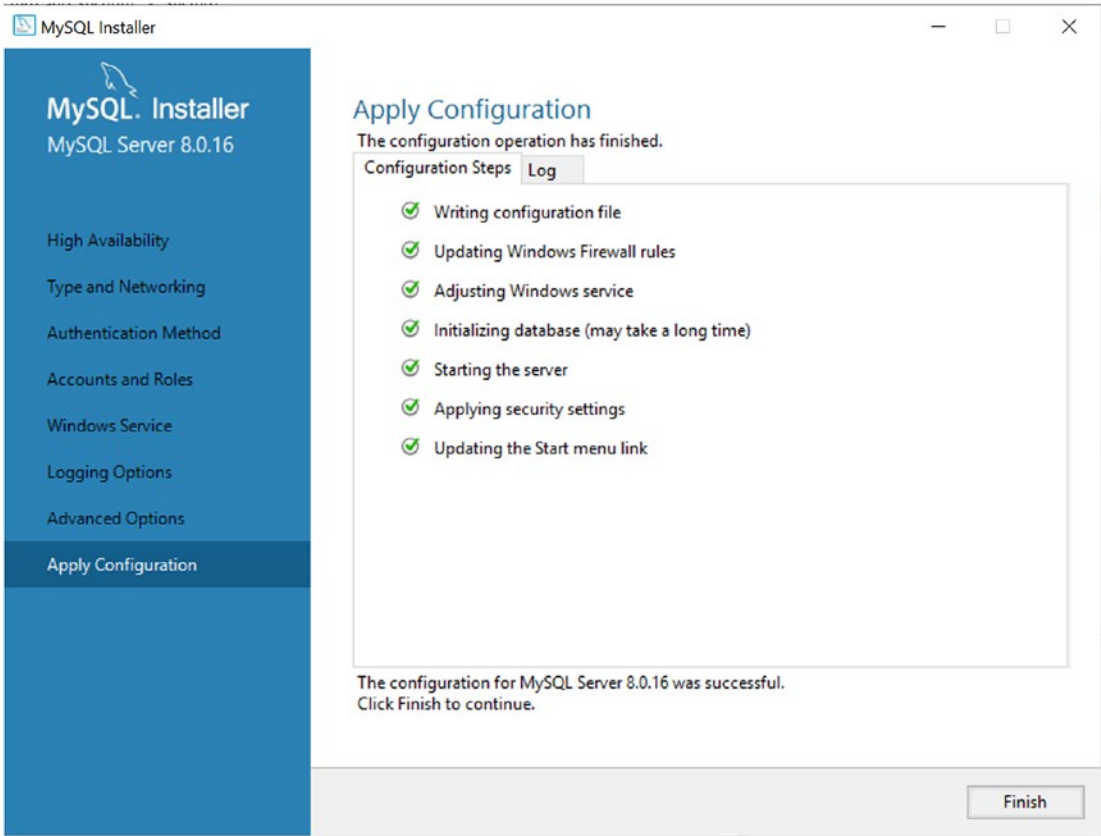 MySQL Installer
MySQL. Installer
MySQL Server 8.0.16
High Availability
Type and Networking
Authentication Method
Accounts and Roles
Windows Service
Logging Options
Advanced Options
Apply Configuration
Apply Configuration
The configuration operation has finished.
Configuration Steps
Log
Writing configuration file
Updating Windows Firewall rules
Adjusting Windows service
Initializing database (may take a long time)
Starting the server
Applying security settings
Updating the Start menu link
The configuration for MySQL Server 8.0.16 was successful.
Click Finish to continue.
Finish